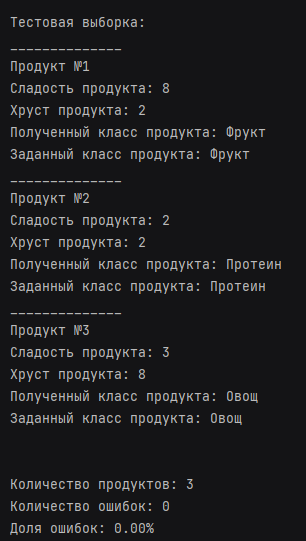 Тестовая выборка:
______________
Продукт №1
Сладость продукта: 8
Хруст продукта: 2
Полученный класс продукта: Фрукт
Заданный класс продукта: Фрукт
______________
Продукт №2
Сладость продукта: 2
Хруст продукта: 2
Полученный класс продукта: Протеин
Заданный класс продукта: Протеин
______________
Продукт №3
Сладость продукта: 3
Хруст продукта: 8
Полученный класс продукта: Овощ
Заданный класс продукта: Овощ
Количество продуктов: 3
Количество ошибок: 0
Доля ошибок: 0.00%